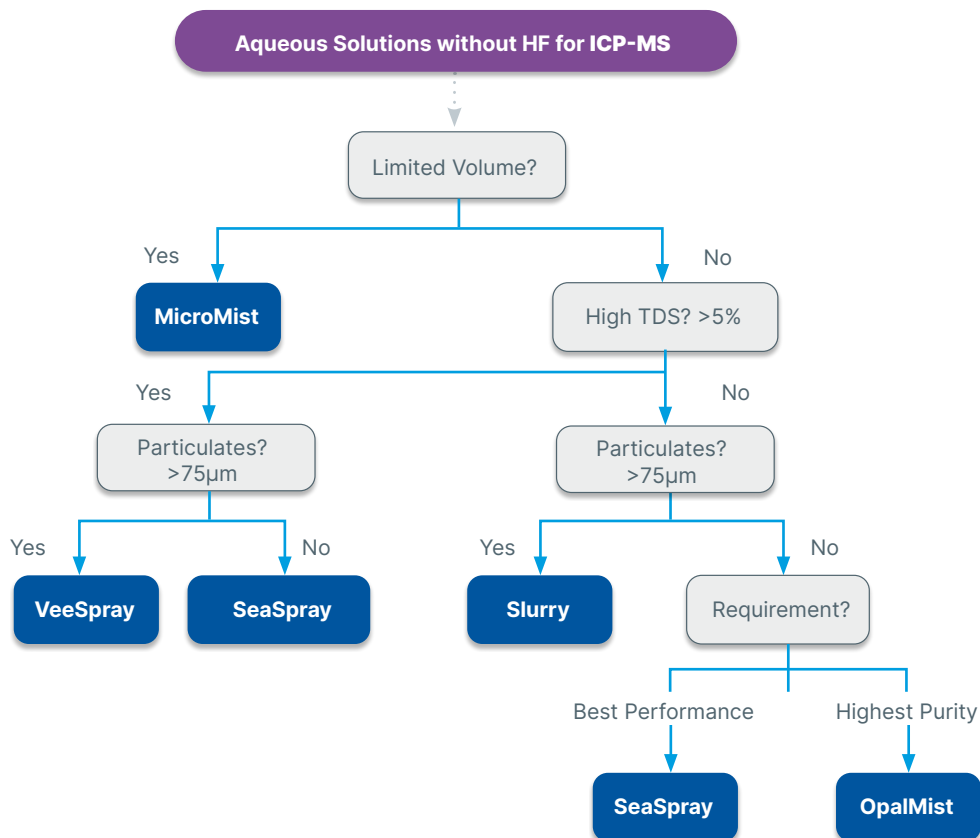 Aqueous Solutions without HF for ICP-MS
Limited Volume?
Yes
No
MicroMist
High TDS? >5%
Yes
No
Particulates?
>75μm
Particulates?
>75μm
Yes
No
Yes
No
VeeSpray
SeaSpray
Slurry
Requirement?
Best Performance
Highest Purity
SeaSpray
OpalMist